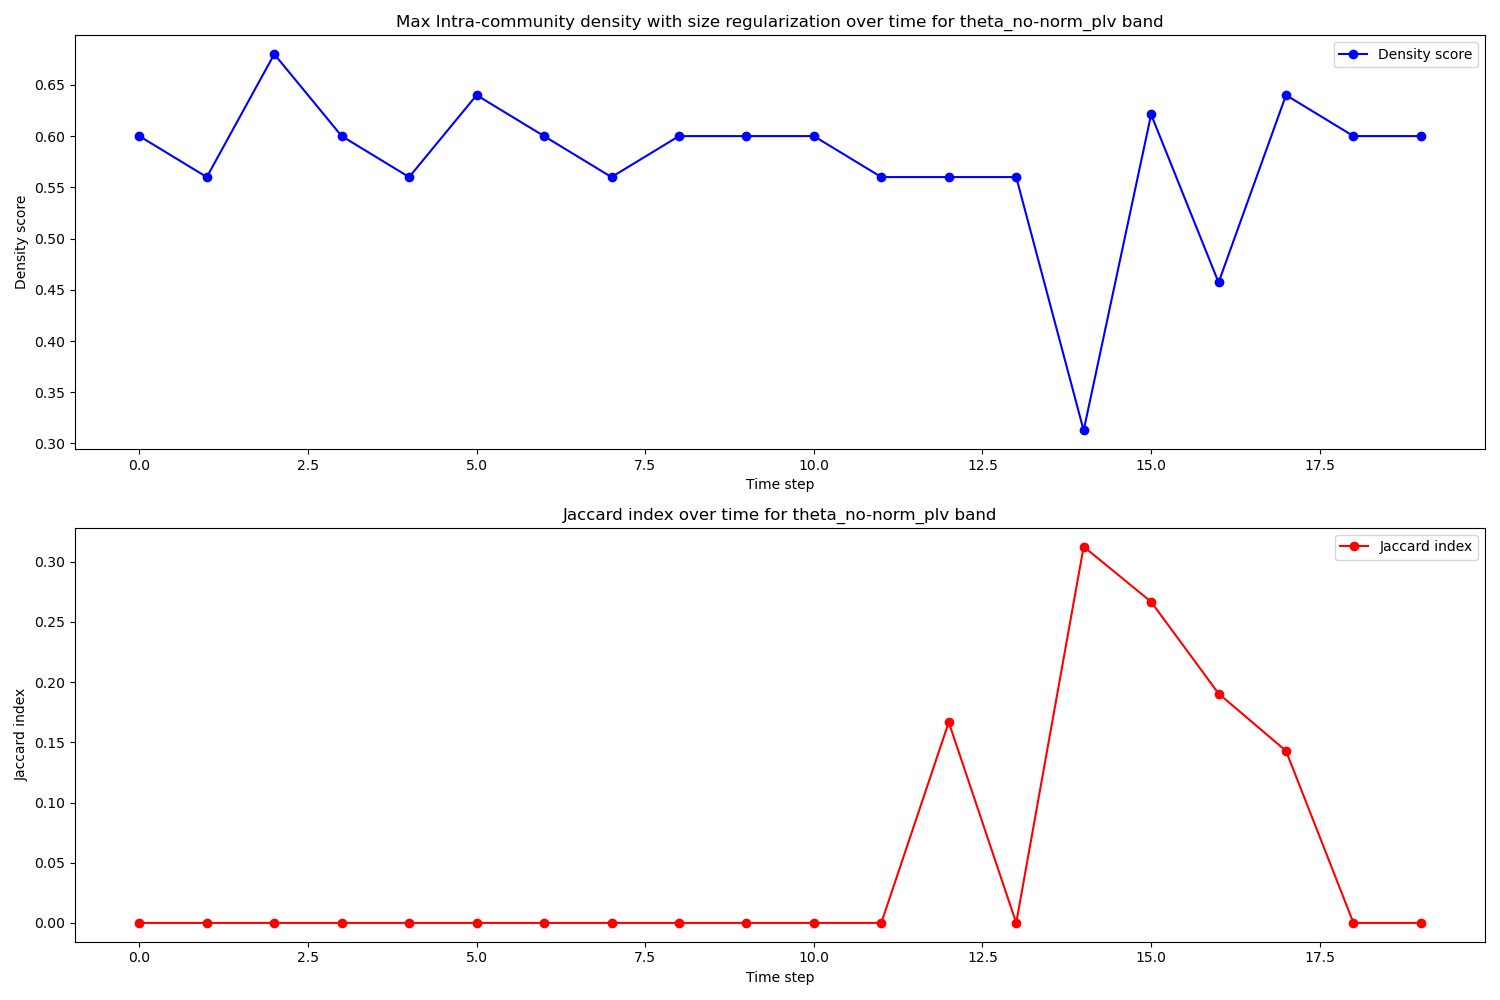 Max Intra-community density with size regularization over time for theta_no-norm_plv band
Density score
Density score
0.65
0.60
0.55
0.50
0.45
0.40
0.35
0.30
0.0 2.5 5.0 7.5 10.0 12.5 15.0 17.5
Time step
Jaccard index over time for theta_no-norm_plv band
Jaccard index
Jaccard index
0.30
0.25
0.20
0.15
0.10
0.05
0.00
0.0 2.5 5.0 7.5 10.0 12.5 15.0 17.5
Time step